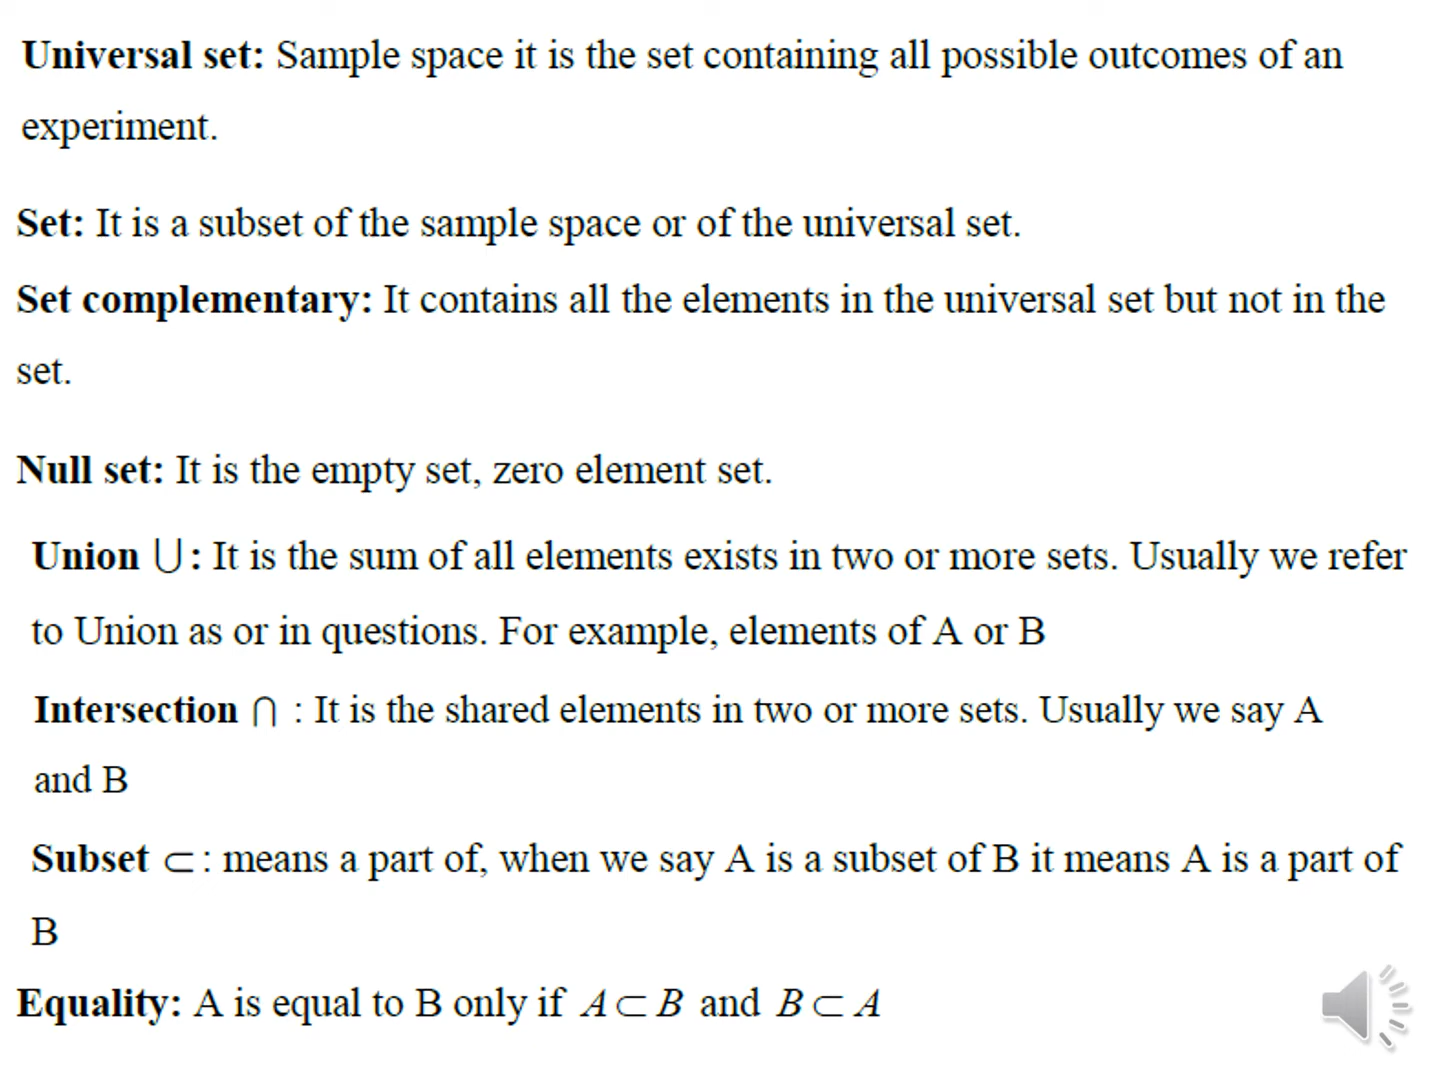 Universal set: Sample space it is the set containing all possible outcomes of an
experiment.
Set: It is a subset of the sample space or of the universal set.
Set complementary: It contains all the elements in the universal set but not in the
set.
Null set: It is the empty set, zero element set.
Union ⋃: It is the sum of all elements exists in two or more sets. Usually we refer
to Union as or in questions. For example, elements of A or B
Intersection ⋂ : It is the shared elements in two or more sets. Usually we say A
and B
Subset ⊂: means a part of, when we say A is a subset of B it means A is a part of
B
Equality: A is equal to B only if A ⊂ B and B ⊂ A